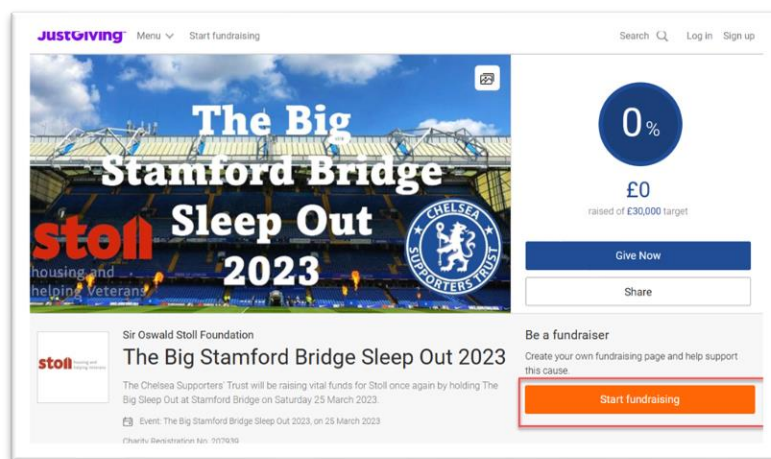 JustGiving
Menu
Start fundraising
Search
Log in
Sign up
The Big
Stamford Bridge
Sleep Out
2023
stoll
housing and
helping Veterans
CHELSEA
SUPPORTERS TRUST
0%
£0
raised of £30,000 target
Give Now
Share
stoll housing and
helping veterans
Sir Oswald Stoll Foundation
The Big Stamford Bridge Sleep Out 2023
The Chelsea Supporters' Trust will be raising vital funds for Stoll once again by holding The
Big Sleep Out at Stamford Bridge on Saturday 25 March 2023.
Event: The Big Stamford Bridge Sleep Out 2023, on 25 March 2023
Charity Registration No. 207939
Be a fundraiser
Create your own fundraising page and help support
this cause.
Start fundraising